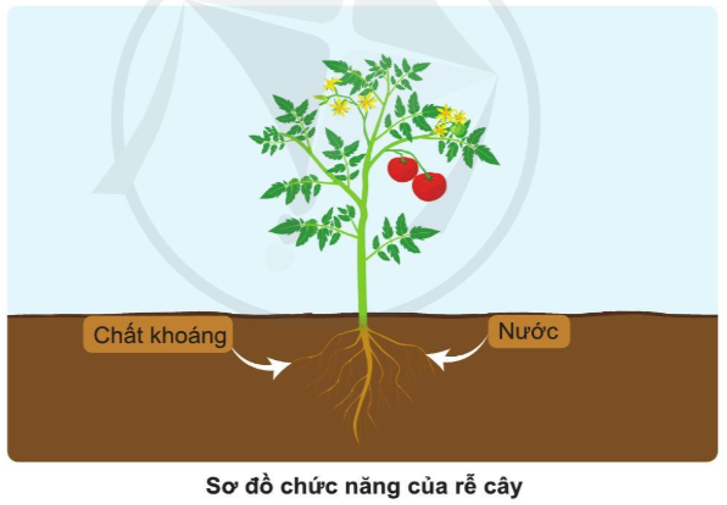 Chất khoáng
Nước
Sơ đồ chức năng của rễ cây